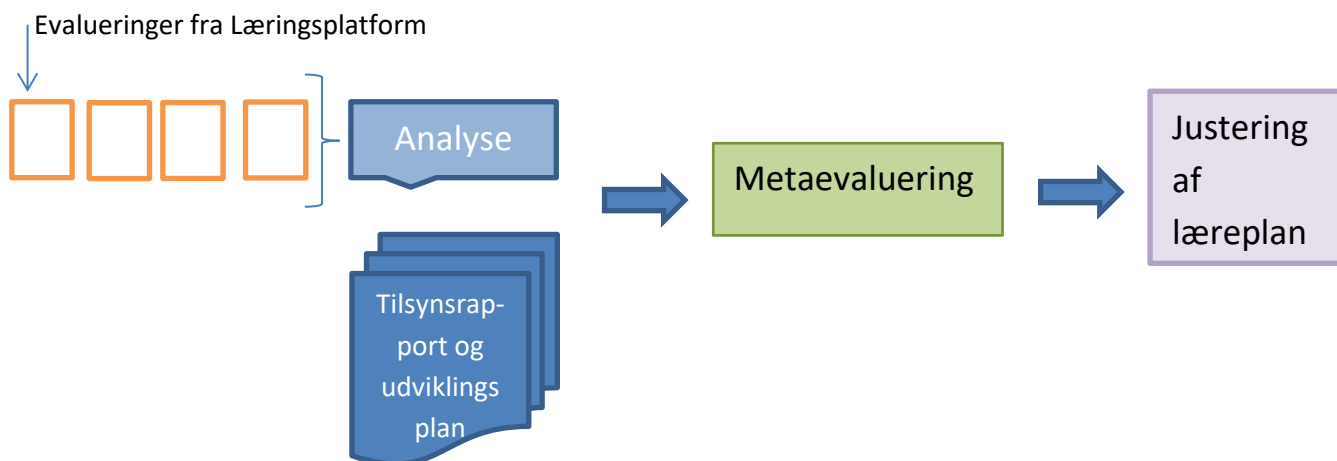 Evalueringer fra Læringsplatform
Analyse
Tilsynsrap-
port og
udviklings
plan
Metaevaluering
Justering
af
læreplan